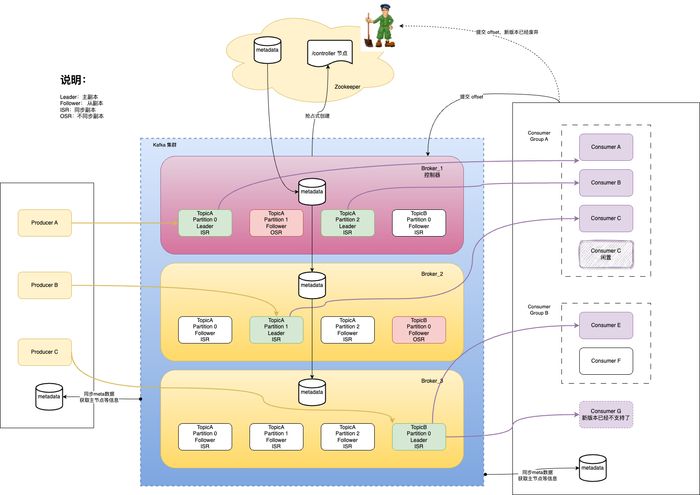 metadata
/controller 节点
Zookeeper
提交 offset，新版本已经废弃
说明：
Leader：主副本
Follower：从副本
ISR：同步副本
OSR：不同步副本
抢占式创建
提交 offset
Kafka 集群
Broker_1
控制器
metadata
TopicA
Partition 0
Leader
ISR
TopicA
Partition 1
Follower
OSR
TopicA
Partition 2
Leader
ISR
TopicB
Partition 0
Follower
ISR
Broker_2
metadata
TopicA
Partition 0
Follower
ISR
TopicA
Partition 1
Leader
ISR
TopicA
Partition 2
Follower
ISR
TopicB
Partition 0
Follower
OSR
Broker_3
metadata
TopicA
Partition 0
Follower
ISR
TopicA
Partition 1
Follower
ISR
TopicA
Partition 2
Follower
ISR
TopicB
Partition 0
Leader
ISR
Producer A
Producer B
Producer C
metadata
同步meta数据
获取主节点等信息
Consumer
Group A
Consumer A
Consumer B
Consumer C
Consumer C
闲置
Consumer
Group B
Consumer E
Consumer F
Consumer G
新版本已经不支持了
同步meta数据
获取主节点等信息
metadata